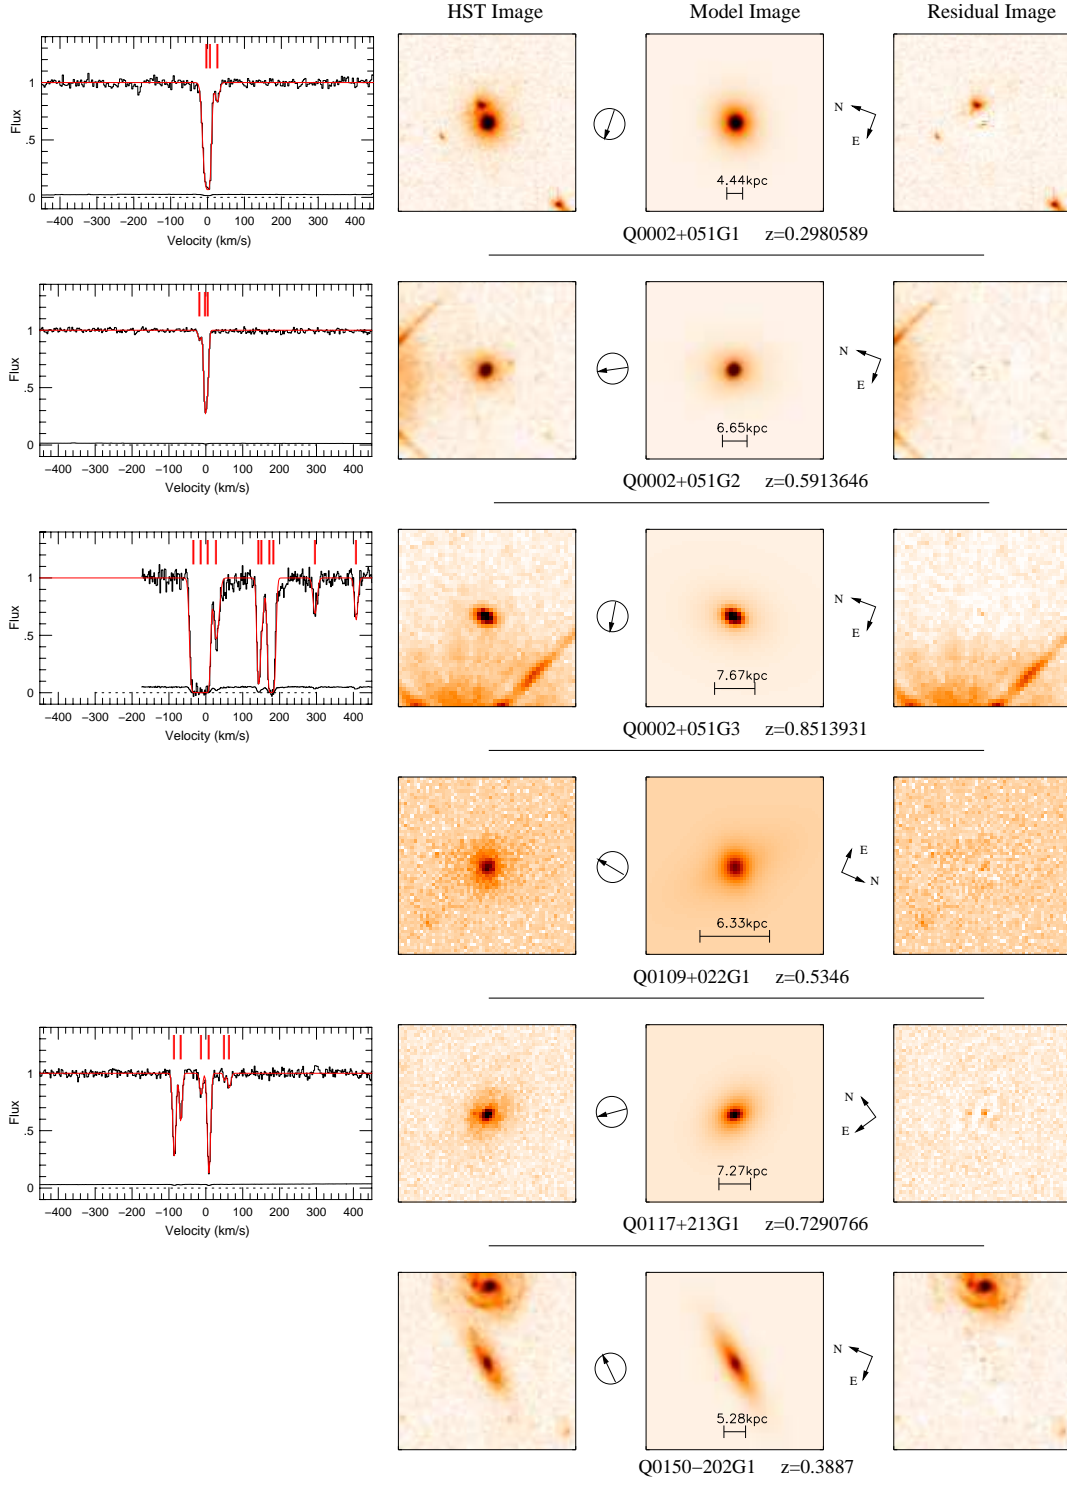 HST Image Model Image Residual Image
1
.5
0
Flux
−400 −300 −200 −100 0 100 200 300 400
Velocity (km/s)
4.44kpc
N
E
Q0002+051G1 z=0.2980589
1
.5
0
Flux
−400 −300 −200 −100 0 100 200 300 400
Velocity (km/s)
6.65kpc
N
E
Q0002+051G2 z=0.5913646
1
.5
0
Flux
−400 −300 −200 −100 0 100 200 300 400
Velocity (km/s)
7.67kpc
N
E
Q0002+051G3 z=0.8513931
6.33kpc
E
N
Q0109+022G1 z=0.5346
1
.5
0
Flux
−400 −300 −200 −100 0 100 200 300 400
Velocity (km/s)
7.27kpc
N
E
Q0117+213G1 z=0.7290766
5.28kpc
N
E
Q0150−202G1 z=0.3887